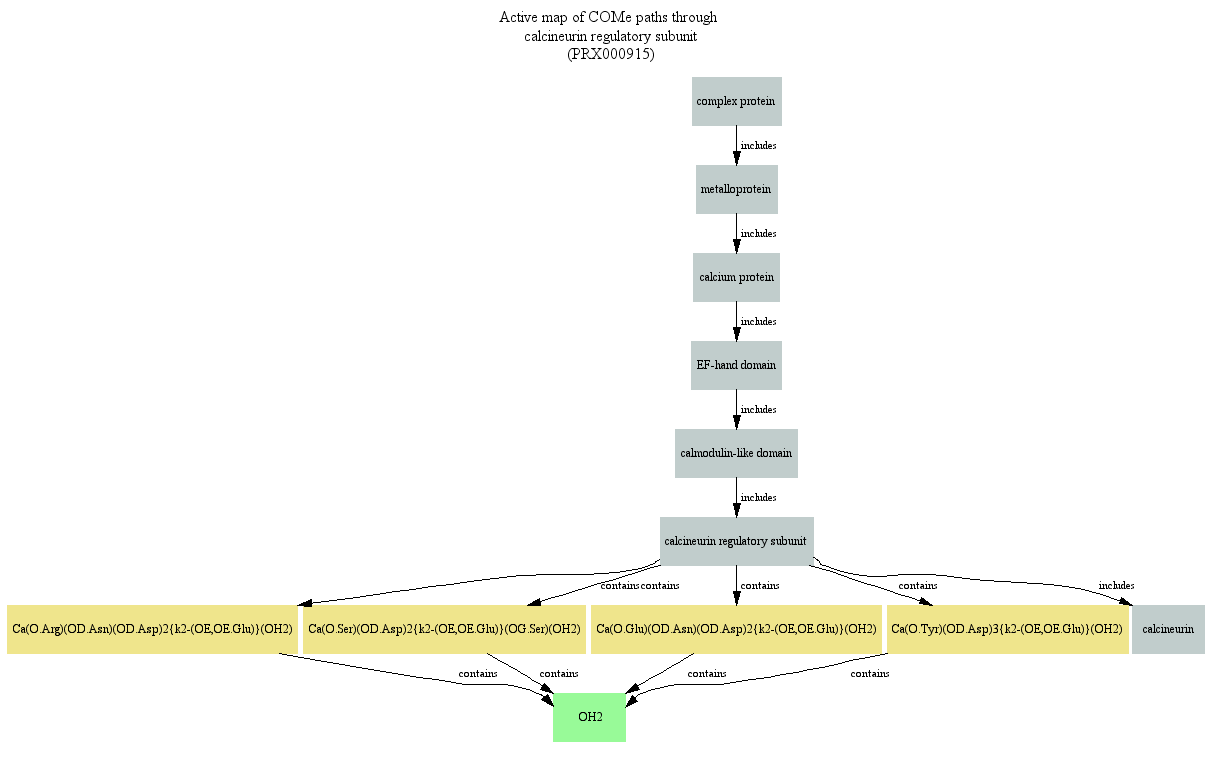 Active map of COMe paths through
calcineurin regulatory subunit
(PRX000915)
complex protein
includes
metalloprotein
includes
calcium protein
includes
EF-hand domain
includes
calmodulin-like domain
includes
calcineurin regulatory subunit
contains contains contains contains includes
Ca(O.Arg)(OD.Asn)(OD.Asp)2{k2-(OE,OE.Glu)}(OH2) Ca(O.Ser)(OD.Asp)2{k2-(OE,OE.Glu)}(OG.Ser)(OH2) Ca(O.Glu)(OD.Asn)(OD.Asp)2{k2-(OE,OE.Glu)}(OH2) Ca(O.Tyr)(OD.Asp)3{k2-(OE,OE.Glu)}(OH2) calcineurin
contains contains contains contains
OH2